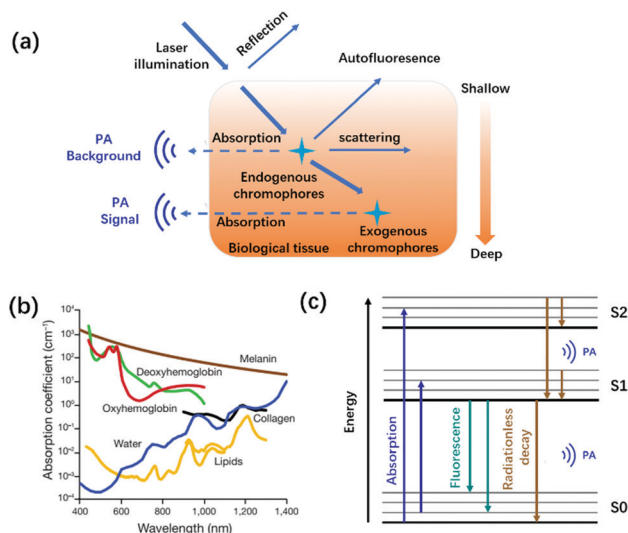 (a)
Laser
illumination
Reflection
Autofluoresence
Shallow
PA
Background
Absorption
scattering
Endogenous
chromophores
PA
Signal
Absorption
Exogenous
chromophores
Biological tissue
Deep
(b)
Absorption coefficient (cm⁻¹)
10⁴
10³
10²
10¹
10⁰
10⁻¹
10⁻²
10⁻³
10⁻⁴
Melanin
Deoxyhemoglobin
Oxyhemoglobin
Collagen
Water
Lipids
400 600 800 1,000 1,200 1,400
Wavelength (nm)
(c)
Energy
S2
PA
S1
Absorption
Fluorescence
Radiationless
decay
PA
S0